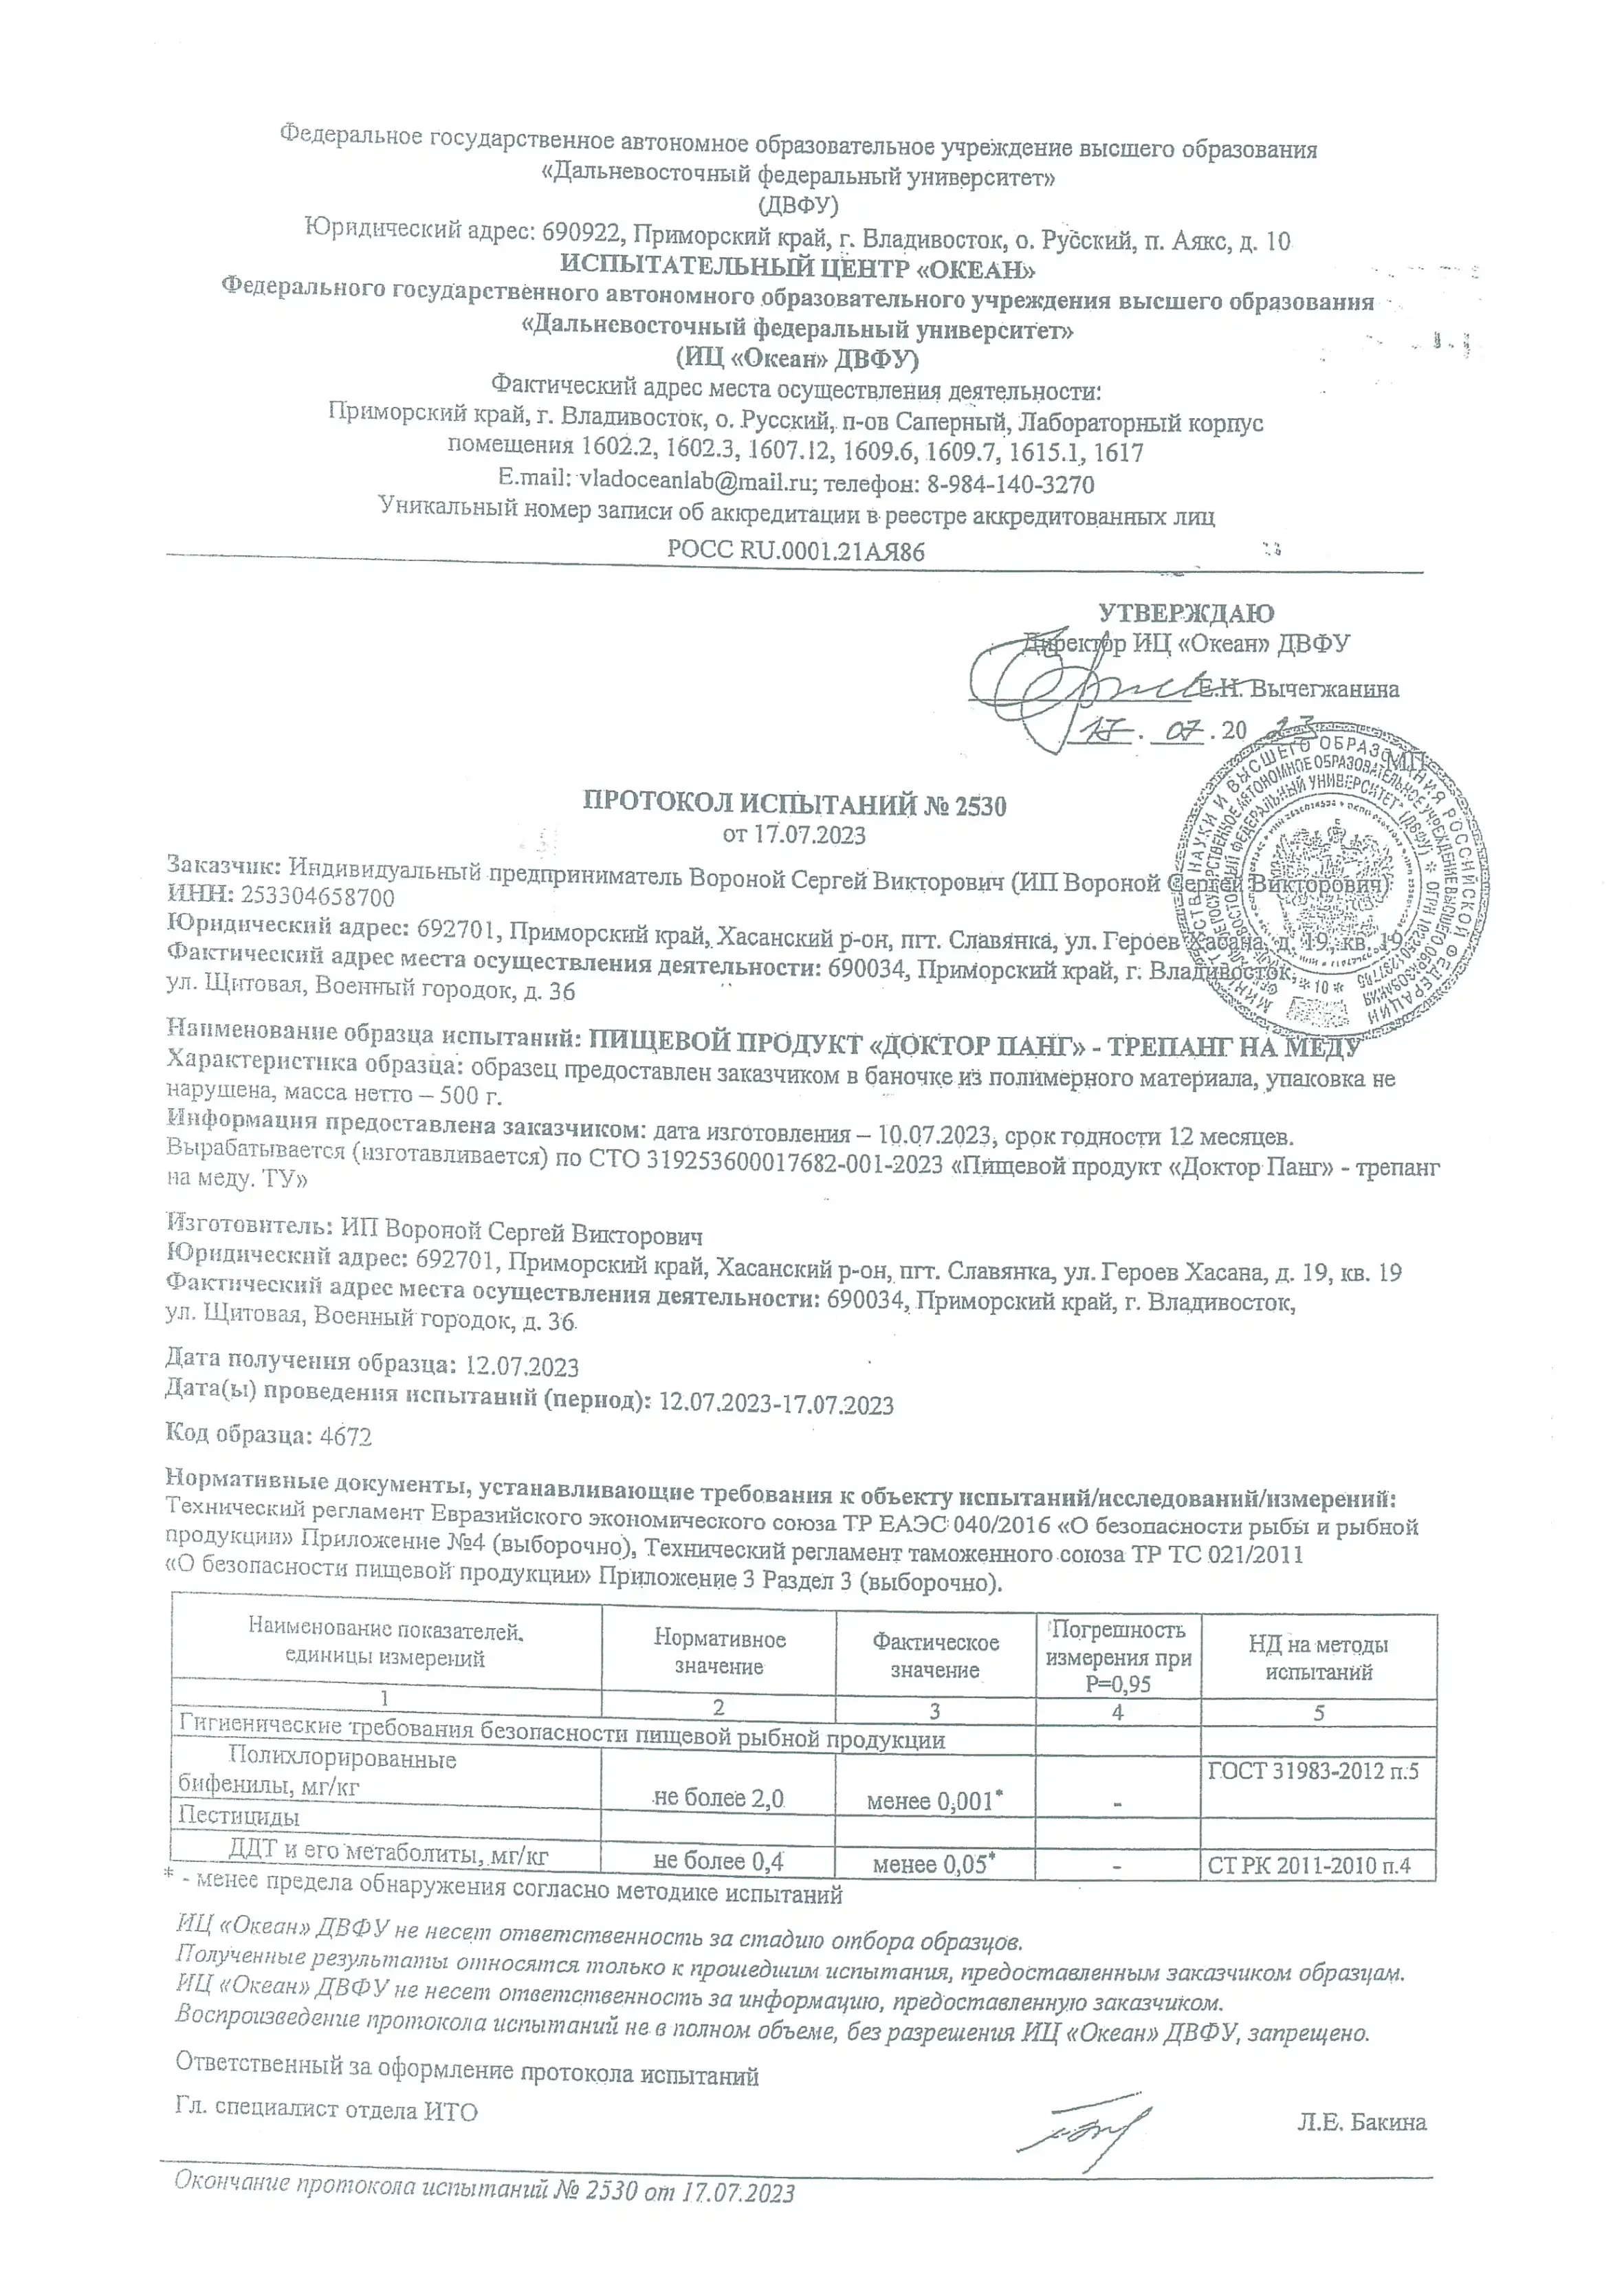 Федеральное государственное автономное образовательное учреждение высшего образования
«Дальневосточный федеральный университет»
(ДВФУ)
Юридический адрес: 690922, Приморский край, г. Владивосток, о. Русский, п. Аякс, д. 10
ИСПЫТАТЕЛЬНЫЙ ЦЕНТР «ОКЕАН»
Федерального государственного автономного образовательного учреждения высшего образования
«Дальневосточный федеральный университет»
(ИЦ «Океан» ДВФУ)
Фактический адрес места осуществления деятельности:
Приморский край, г. Владивосток, о. Русский, п-ов Саперный, Лабораторный корпус
помещения 1602.2, 1602.3, 1607.12, 1609.6, 1609.7, 1615.1, 1617
E.mail: vladoceanlab@mail.ru; телефон: 8-984-140-3270
Уникальный номер записи об аккредитации в реестре аккредитованных лиц
РОСС RU.0001.21АЯ86
УТВЕРЖДАЮ
Директор ИЦ «Океан» ДВФУ
Е.Н. Вычегжанина
17. 07. 20 23
МП
ПРОТОКОЛ ИСПЫТАНИЙ № 2530
от 17.07.2023
Заказчик: Индивидуальный предприниматель Вороной Сергей Викторович (ИП Вороной Сергей Викторович)
ИНН: 253304658700
Юридический адрес: 692701, Приморский край, Хасанский р-он, пгт. Славянка, ул. Героев Хасана, д. 19, кв. 19
Фактический адрес места осуществления деятельности: 690034, Приморский край, г. Владивосток,
ул. Щитовая, Военный городок, д. 36
Наименование образца испытаний: ПИЩЕВОЙ ПРОДУКТ «ДОКТОР ПАНГ» - ТРЕПАНГ НА МЕДУ
Характеристика образца: образец предоставлен заказчиком в баночке из полимерного материала, упаковка не
нарушена, масса нетто – 500 г.
Информация предоставлена заказчиком: дата изготовления – 10.07.2023, срок годности 12 месяцев.
Вырабатывается (изготавливается) по СТО 319253600017682-001-2023 «Пищевой продукт «Доктор Панг» - трепанг
на меду. ТУ»
Изготовитель: ИП Вороной Сергей Викторович
Юридический адрес: 692701, Приморский край, Хасанский р-он, пгт. Славянка, ул. Героев Хасана, д. 19, кв. 19
Фактический адрес места осуществления деятельности: 690034, Приморский край, г. Владивосток,
ул. Щитовая, Военный городок, д. 36
Дата получения образца: 12.07.2023
Дата(ы) проведения испытаний (период): 12.07.2023-17.07.2023
Код образца: 4672
Нормативные документы, устанавливающие требования к объекту испытаний/исследований/измерений:
Технический регламент Евразийского экономического союза ТР ЕАЭС 040/2016 «О безопасности рыбы и рыбной
продукции» Приложение №4 (выборочно), Технический регламент таможенного союза ТР ТС 021/2011
«О безопасности пищевой продукции» Приложение 3 Раздел 3 (выборочно).
Наименование показателей, единицы измерений Нормативное значение Фактическое значение Погрешность измерения при Р=0,95 НД на методы испытаний
1 2 3 4 5
Гигиенические требования безопасности пищевой рыбной продукции
Полихлорированные бифенилы, мг/кг не более 2,0 менее 0,001* - ГОСТ 31983-2012 п.5
Пестициды
ДДТ и его метаболиты, мг/кг не более 0,4 менее 0,05* - СТ РК 2011-2010 п.4
* - менее предела обнаружения согласно методике испытаний
ИЦ «Океан» ДВФУ не несет ответственность за стадию отбора образцов.
Полученные результаты относятся только к прошедшим испытания, предоставленным заказчиком образцам.
ИЦ «Океан» ДВФУ не несет ответственность за информацию, предоставленную заказчиком.
Воспроизведение протокола испытаний не в полном объеме, без разрешения ИЦ «Океан» ДВФУ, запрещено.
Ответственный за оформление протокола испытаний
Гл. специалист отдела ИТО
Л.Е. Бакина
Окончание протокола испытаний № 2530 от 17.07.2023